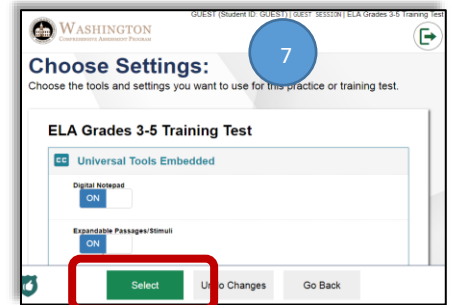 GUEST (Student ID: GUEST) | GUEST SESSION | ELA Grades 3-5 Training Test
WASHINGTON
COMPREHENSIVE ASSESSMENT PROGRAM
7
Choose Settings:
Choose the tools and settings you want to use for this practice or training test.
ELA Grades 3-5 Training Test
CC Universal Tools Embedded
Digital Notepad
ON
Expandable Passages/Stimuli
ON
Select Undo Changes Go Back